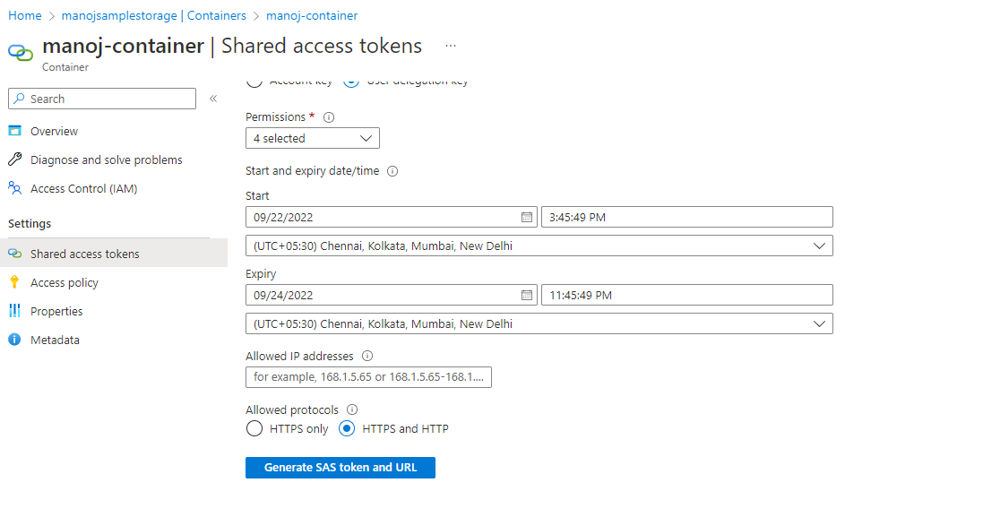 Home > manojsamplestorage | Containers > manoj-container
manoj-container | Shared access tokens ...
Container
Search
«
Overview
Diagnose and solve problems
Access Control (IAM)
Settings
Shared access tokens
Access policy
Properties
Metadata
Account key User delegation key
Permissions *
4 selected
Start and expiry date/time
Start
09/22/2022 3:45:49 PM
(UTC+05:30) Chennai, Kolkata, Mumbai, New Delhi
Expiry
09/24/2022 11:45:49 PM
(UTC+05:30) Chennai, Kolkata, Mumbai, New Delhi
Allowed IP addresses
for example, 168.1.5.65 or 168.1.5.65-168.1....
Allowed protocols
HTTPS only HTTPS and HTTP
Generate SAS token and URL